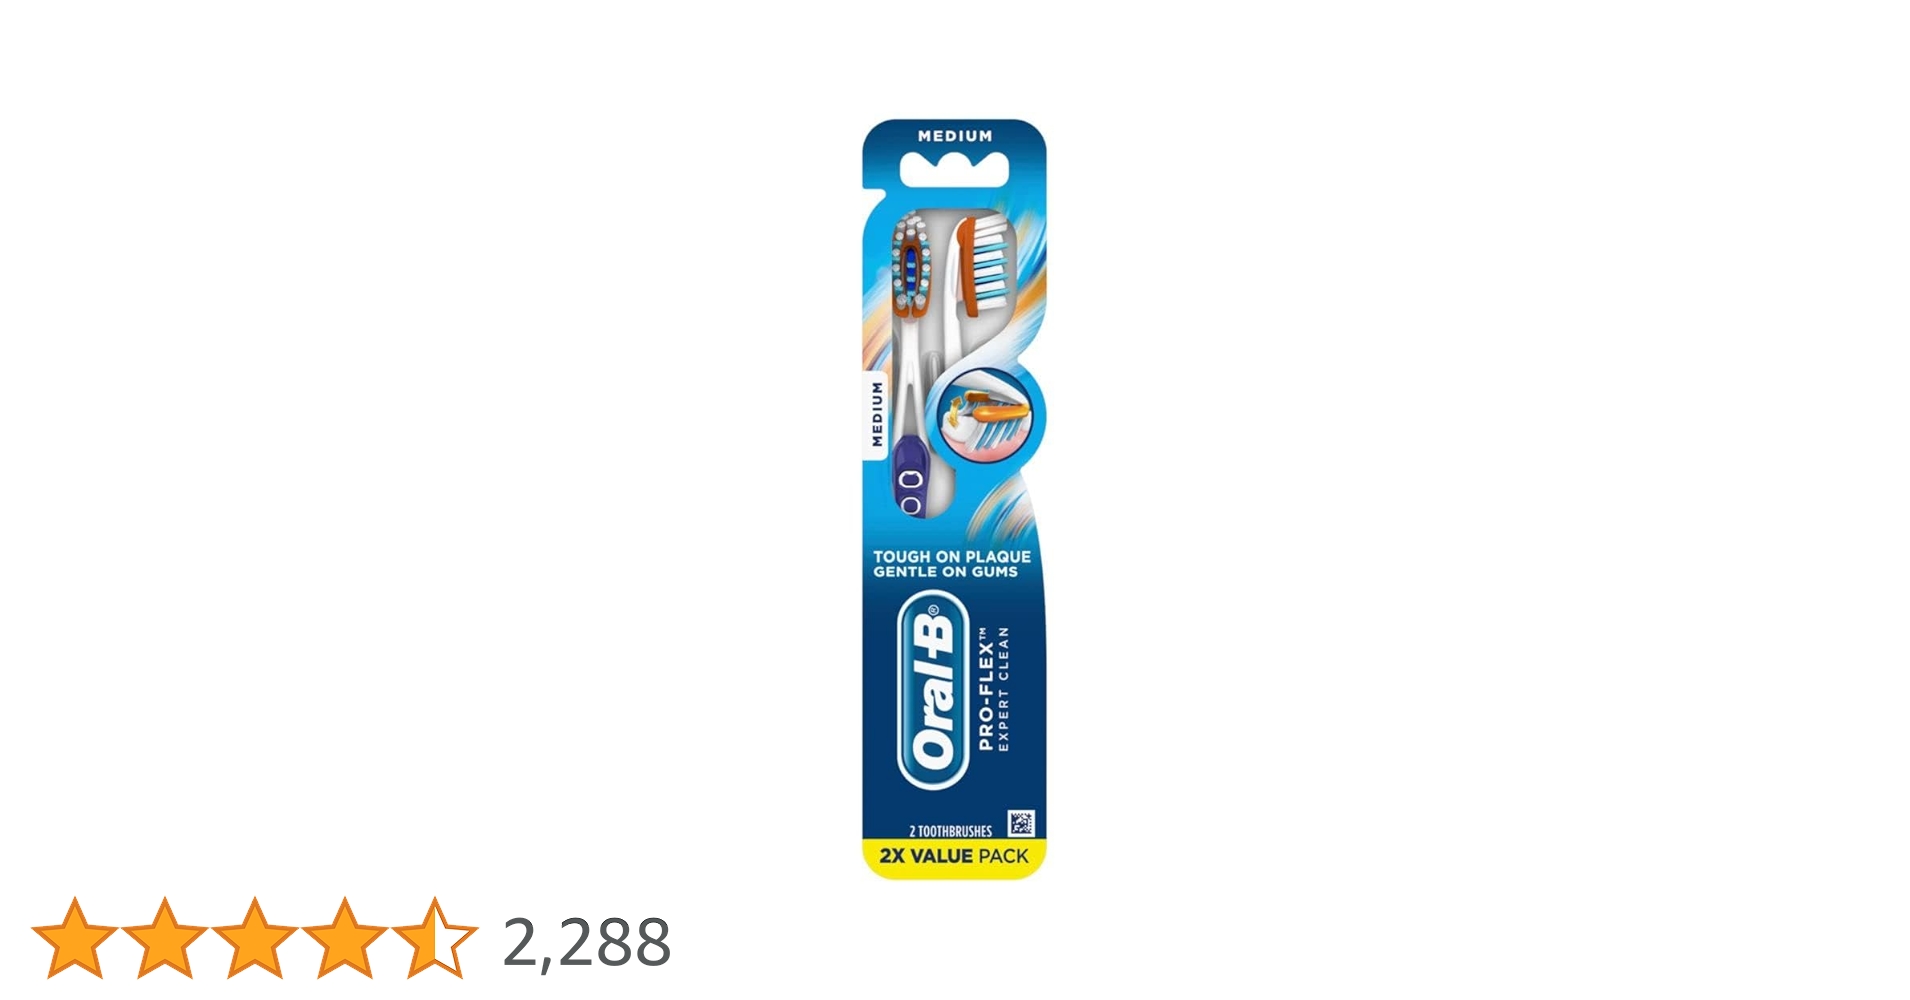 MEDIUM
MEDIUM
TOUGH ON PLAQUE
GENTLE ON GUMS
Oral-B®
PRO-FLEX™
EXPERT CLEAN
2 TOOTHBRUSHES
2X VALUE PACK
2,288